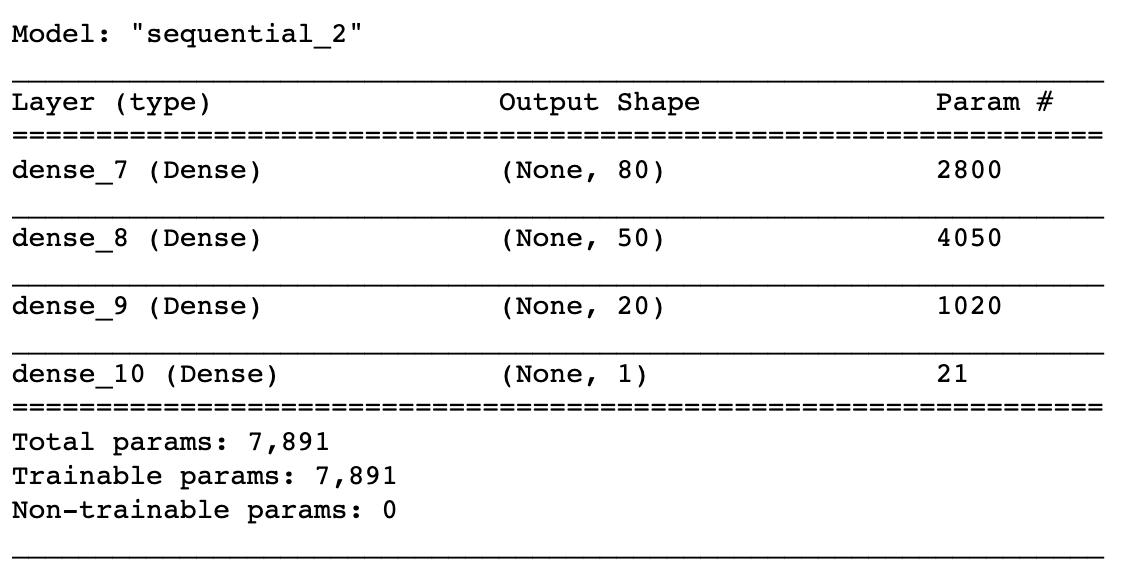 Model: "sequential_2"
Layer (type) Output Shape Param #
dense_7 (Dense) (None, 80) 2800
dense_8 (Dense) (None, 50) 4050
dense_9 (Dense) (None, 20) 1020
dense_10 (Dense) (None, 1) 21
Total params: 7,891
Trainable params: 7,891
Non-trainable params: 0